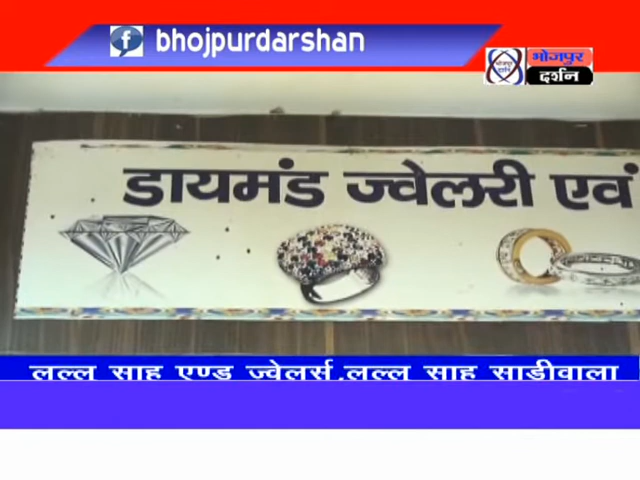 bhojpurdarshan
भोजपुर
दर्शन
डायमंड ज्वेलरी एवं
लल्ल साह एण्ड ज्वेलर्स,लल्ल साह साडीवाला